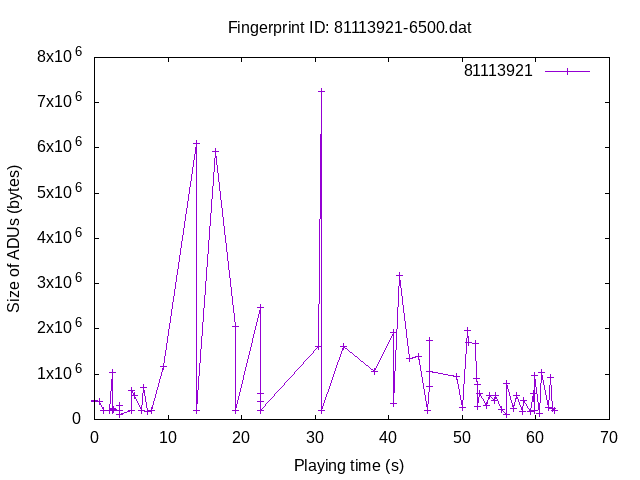 Fingerprint ID: 81113921-6500.dat
81113921
8x10^6
7x10^6
6x10^6
5x10^6
4x10^6
3x10^6
2x10^6
1x10^6
0
Size of ADUs (bytes)
0 10 20 30 40 50 60 70
Playing time (s)